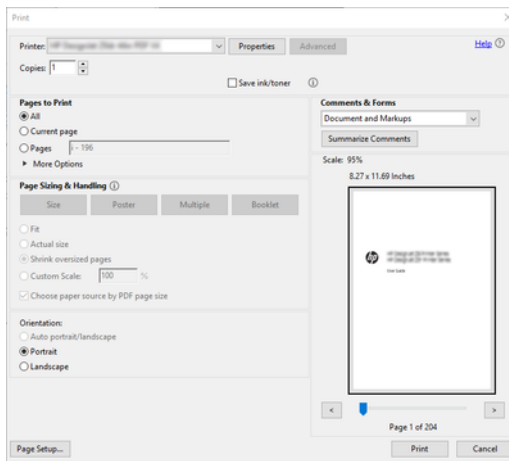 Print
Printer:
Properties
Advanced
Help
Copies:
1
Save ink/toner
Pages to Print
All
Current page
Pages
i - 196
More Options
Comments & Forms
Document and Markups
Summarize Comments
Page Sizing & Handling
Size
Poster
Multiple
Booklet
Fit
Actual size
Shrink oversized pages
Custom Scale:
100
%
Choose paper source by PDF page size
Orientation:
Auto portrait/landscape
Portrait
Landscape
Scale: 95%
8.27 x 11.69 Inches
hp
User Guide
<
>
Page 1 of 204
Page Setup...
Print
Cancel